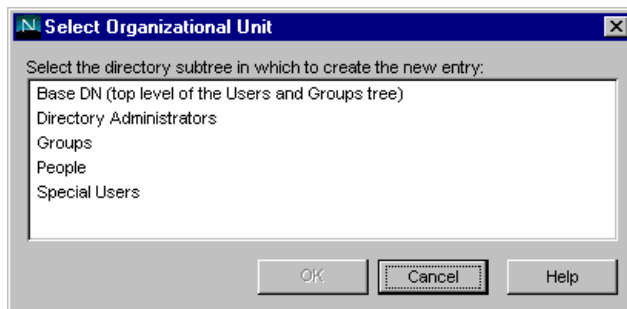 N Select Organizational Unit
Select the directory subtree in which to create the new entry:
Base DN (top level of the Users and Groups tree)
Directory Administrators
Groups
People
Special Users
OK Cancel Help